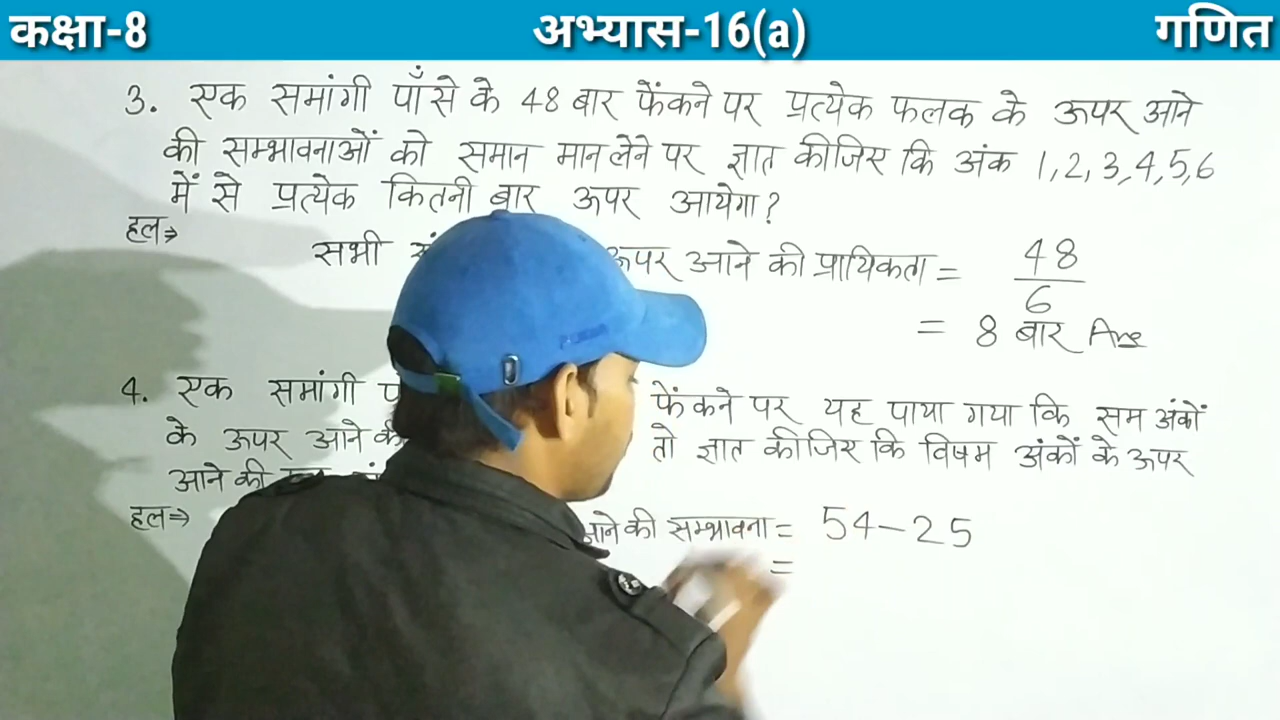 कक्षा-8 अभ्यास-16(a) गणित
3. एक समांगी पाँसे के 48 बार फेंकने पर प्रत्येक फलक के ऊपर आने
की सम्भावनाओं को समान मान लेने पर ज्ञात कीजिए कि अंक 1,2,3,4,5,6
में से प्रत्येक कितनी बार ऊपर आयेगा?
हल⇒
सभी ऊपर आने की प्रायिकता = 48/6
= 8 बार Ans
4. एक समांगी फेंकने पर यह पाया गया कि सम अंकों
के ऊपर आने की तो ज्ञात कीजिए कि विषम अंकों के ऊपर
आने की
हल⇒ आने की सम्भावना = 54-25
=